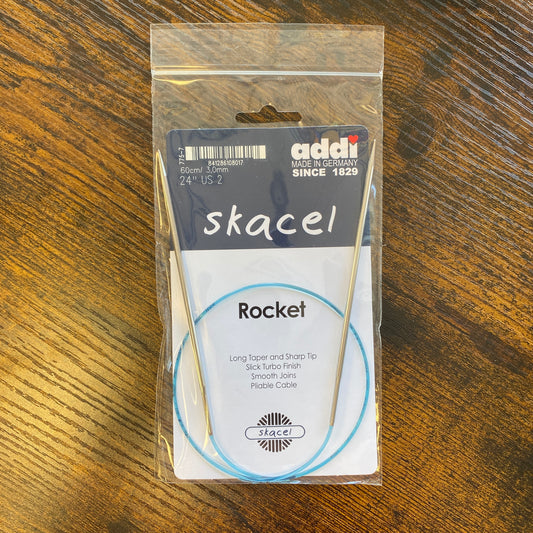 775-7
841286108017
60cm/ 3,0mm
24" US 2
addi
MADE IN GERMANY
SINCE 1829
skacel
Rocket
Long Taper and Sharp Tip
Slick Turbo Finish
Smooth Joins
Pliable Cable
skacel